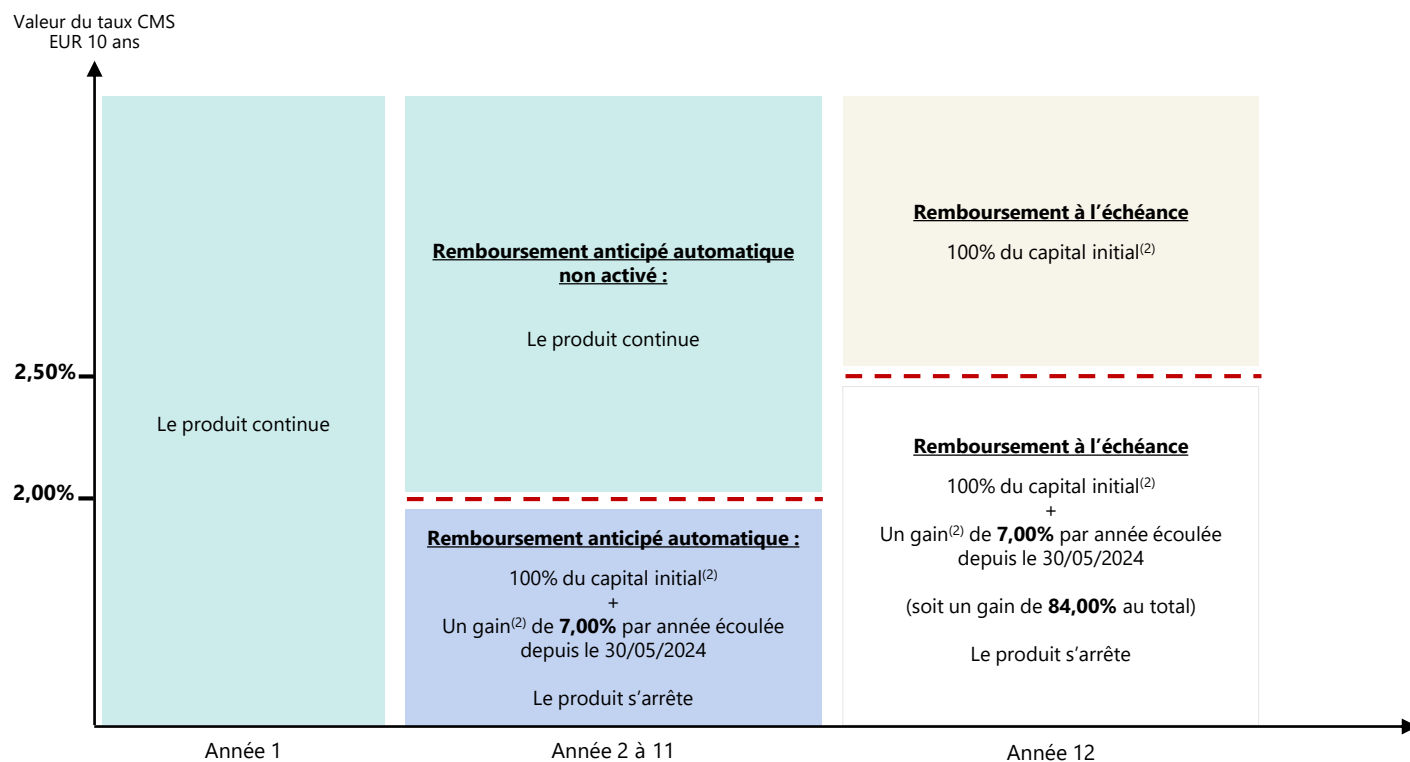 Valeur du taux CMS
EUR 10 ans
Le produit continue
Remboursement anticipé automatique
non activé :
Le produit continue
Remboursement anticipé automatique :
100% du capital initial⁽²⁾
+
Un gain⁽²⁾ de 7,00% par année écoulée
depuis le 30/05/2024
Le produit s’arrête
Remboursement à l’échéance
100% du capital initial⁽²⁾
Remboursement à l’échéance
100% du capital initial⁽²⁾
+
Un gain⁽²⁾ de 7,00% par année écoulée
depuis le 30/05/2024
(soit un gain de 84,00% au total)
Le produit s’arrête
2,50%
2,00%
Année 1
Année 2 à 11
Année 12